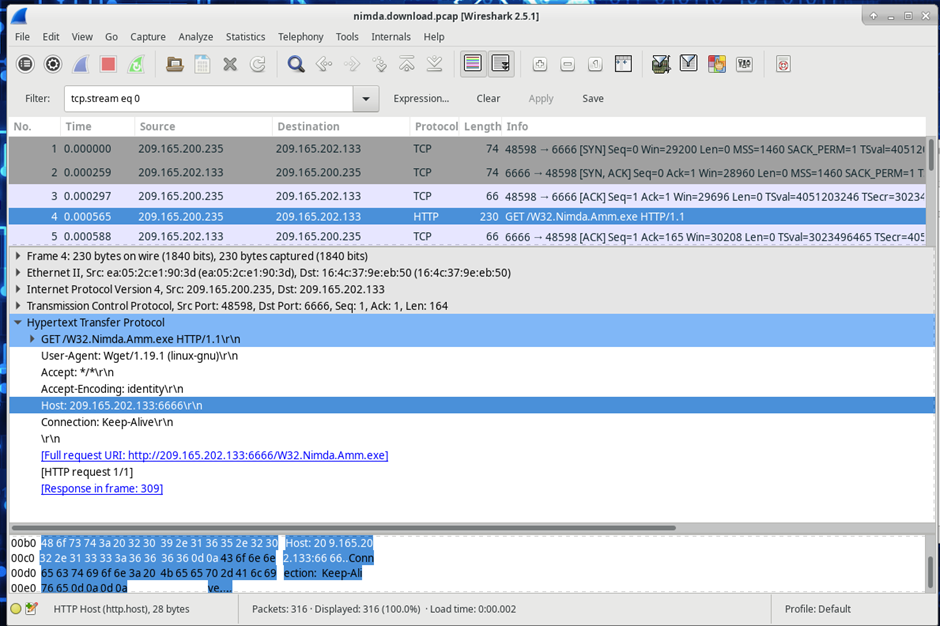 nimda.download.pcap [Wireshark 2.5.1]
File Edit View Go Capture Analyze Statistics Telephony Tools Internals Help
Filter: tcp.stream eq 0 Expression... Clear Apply Save
No. Time Source Destination Protocol Length Info
1 0.000000 209.165.200.235 209.165.202.133 TCP 74 48598 → 6666 [SYN] Seq=0 Win=29200 Len=0 MSS=1460 SACK_PERM=1 TSval=405120
2 0.000259 209.165.202.133 209.165.200.235 TCP 74 6666 → 48598 [SYN, ACK] Seq=0 Ack=1 Win=28960 Len=0 MSS=1460 SACK_PERM=1 T
3 0.000297 209.165.200.235 209.165.202.133 TCP 66 48598 → 6666 [ACK] Seq=1 Ack=1 Win=29696 Len=0 TSval=4051203246 TSecr=30234
4 0.000565 209.165.200.235 209.165.202.133 HTTP 230 GET /W32.Nimda.Amm.exe HTTP/1.1
5 0.000588 209.165.202.133 209.165.200.235 TCP 66 6666 → 48598 [ACK] Seq=1 Ack=165 Win=30208 Len=0 TSval=3023496465 TSecr=405
Frame 4: 230 bytes on wire (1840 bits), 230 bytes captured (1840 bits)
Ethernet II, Src: ea:05:2c:e1:90:3d (ea:05:2c:e1:90:3d), Dst: 16:4c:37:9e:eb:50 (16:4c:37:9e:eb:50)
Internet Protocol Version 4, Src: 209.165.200.235, Dst: 209.165.202.133
Transmission Control Protocol, Src Port: 48598, Dst Port: 6666, Seq: 1, Ack: 1, Len: 164
Hypertext Transfer Protocol
GET /W32.Nimda.Amm.exe HTTP/1.1\r\n
User-Agent: Wget/1.19.1 (linux-gnu)\r\n
Accept: */*\r\n
Accept-Encoding: identity\r\n
Host: 209.165.202.133:6666\r\n
Connection: Keep-Alive\r\n
\r\n
[Full request URI: http://209.165.202.133:6666/W32.Nimda.Amm.exe]
[HTTP request 1/1]
[Response in frame: 309]
00b0 48 6f 73 74 3a 20 32 30 39 2e 31 36 35 2e 32 30 Host: 20 9.165.20
00c0 32 2e 31 33 33 3a 36 36 36 36 0d 0a 43 6f 6e 6e 2.133:66 66..Conn
00d0 65 63 74 69 6f 6e 3a 20 4b 65 65 70 2d 41 6c 69 ection: Keep-Ali
00e0 76 65 0d 0a 0d 0a ve....
HTTP Host (http.host), 28 bytes Packets: 316 · Displayed: 316 (100.0%) · Load time: 0:00.002 Profile: Default